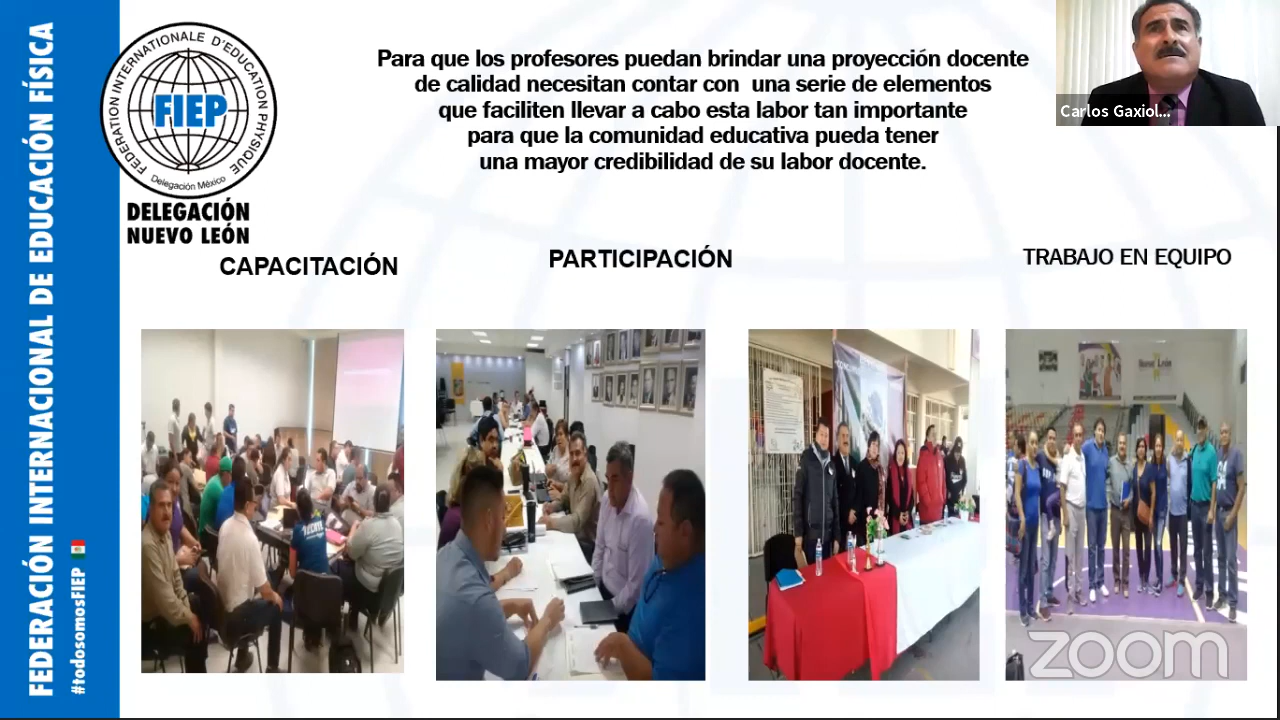 FEDERACIÓN INTERNACIONAL DE EDUCACIÓN FÍSICA
#todosomosFIEP
FEDERATION INTERNATIONALE D'EDUCATION PHYSIQUE
FIEP
Delegación México
DELEGACIÓN
NUEVO LEÓN
Para que los profesores puedan brindar una proyección docente
de calidad necesitan contar con una serie de elementos
que faciliten llevar a cabo esta labor tan importante
para que la comunidad educativa pueda tener
una mayor credibilidad de su labor docente.
Carlos Gaxiol...
CAPACITACIÓN
PARTICIPACIÓN
TRABAJO EN EQUIPO
zoom